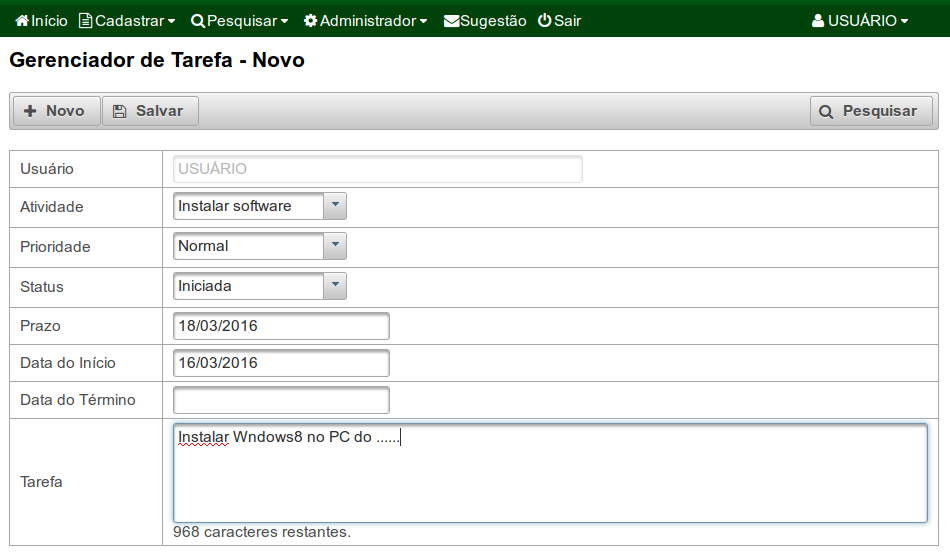 Início Cadastrar Pesquisar Administrador Sugestão Sair USUÁRIO
Gerenciador de Tarefa - Novo
Novo Salvar Pesquisar
Usuário USUÁRIO
Atividade Instalar software
Prioridade Normal
Status Iniciada
Prazo 18/03/2016
Data do Início 16/03/2016
Data do Término
Instalar Wndows8 no PC do ......
Tarefa
968 caracteres restantes.